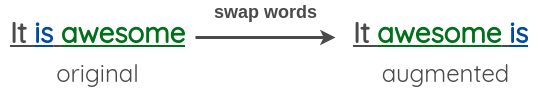 swap words
It is awesome
It awesome is
original
augmented